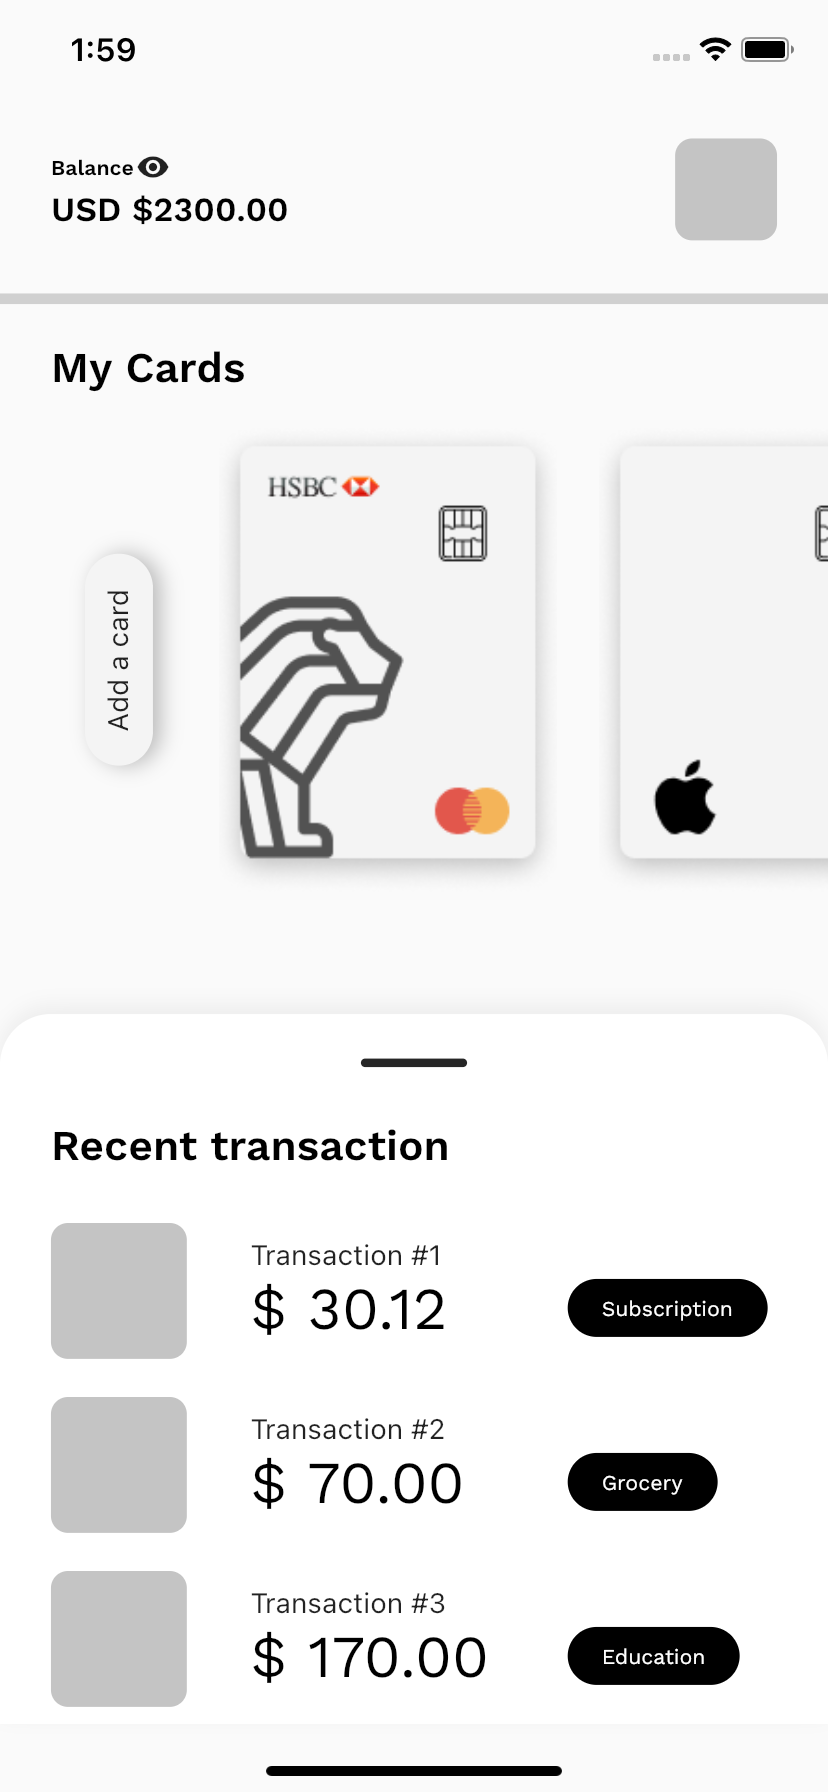 1:59
Balance
USD $2300.00
My Cards
HSBC
Add a card
Recent transaction
Transaction #1
$ 30.12
Subscription
Transaction #2
$ 70.00
Grocery
Transaction #3
$ 170.00
Education